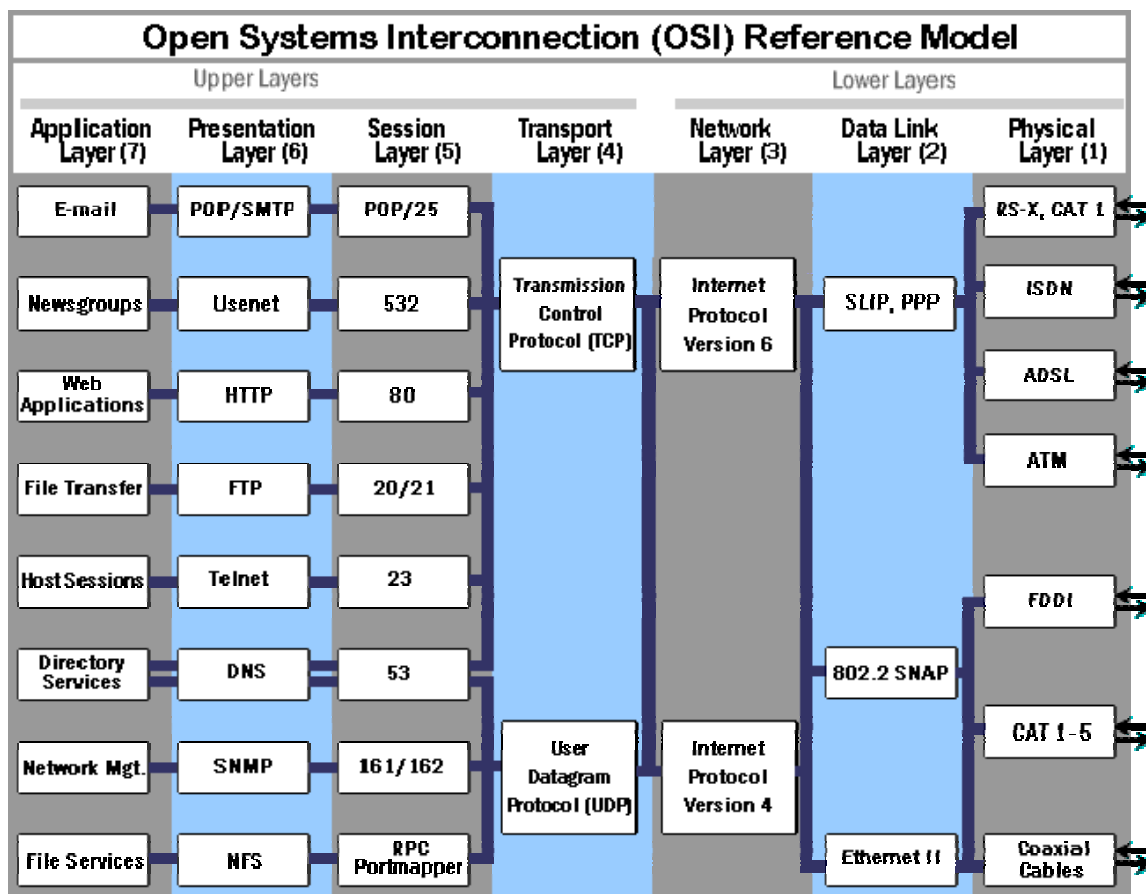 Open Systems Interconnection (OSI) Reference Model
Upper Layers
Lower Layers
Application
Layer (7)
Presentation
Layer (6)
Session
Layer (5)
Transport
Layer (4)
Network
Layer (3)
Data Link
Layer (2)
Physical
Layer (1)
E-mail
POP/SMTP
POP/25
RS-X, CAT 1
Newsgroups
Usenet
532
Transmission
Control
Protocol (TCP)
Internet
Protocol
Version 6
SLIP, PPP
ISDN
Web
Applications
HTTP
80
ADSL
File Transfer
FTP
20/21
ATM
Host Sessions
Telnet
23
FDDI
Directory
Services
DNS
53
802.2 SNAP
CAT 1-5
Network Mgt.
SNMP
161/162
User
Datagram
Protocol (UDP)
Internet
Protocol
Version 4
File Services
NFS
RPC
Portmapper
Ethernet II
Coaxial
Cables